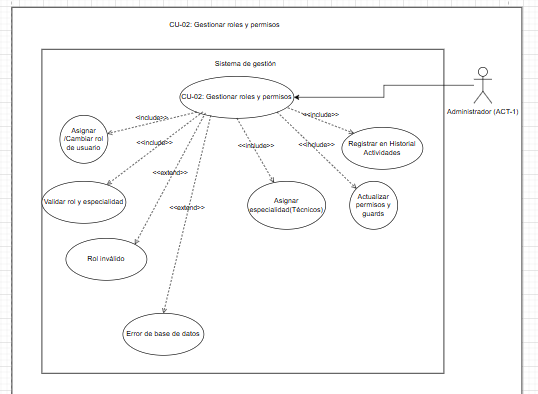 CU-02: Gestionar roles y permisos
Sistema de gestión
CU-02: Gestionar roles y permisos
Administrador (ACT-1)
<<include>>
<<include>>
Asignar
/Cambiar rol
de usuario
Registrar en Historial
Actividades
<<include>>
<<include>>
<<include>>
<<extend>>
Validar rol y especialidad
Asignar
especialidad(Técnicos)
Actualizar
permisos y
guards
<<extend>>
Rol inválido
Error de base de datos